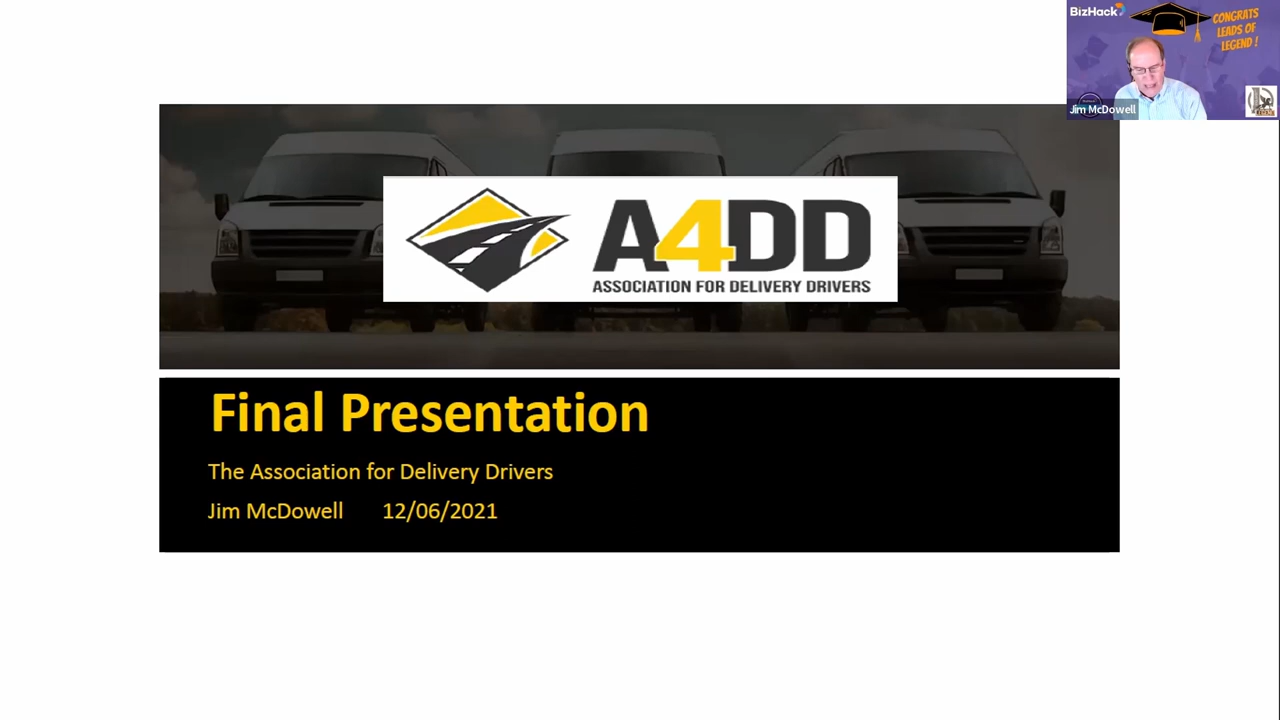 BizHack
CONGRATS
LEADS OF
LEGEND !
Jim McDowell
A4DD
ASSOCIATION FOR DELIVERY DRIVERS
Final Presentation
The Association for Delivery Drivers
Jim McDowell 12/06/2021